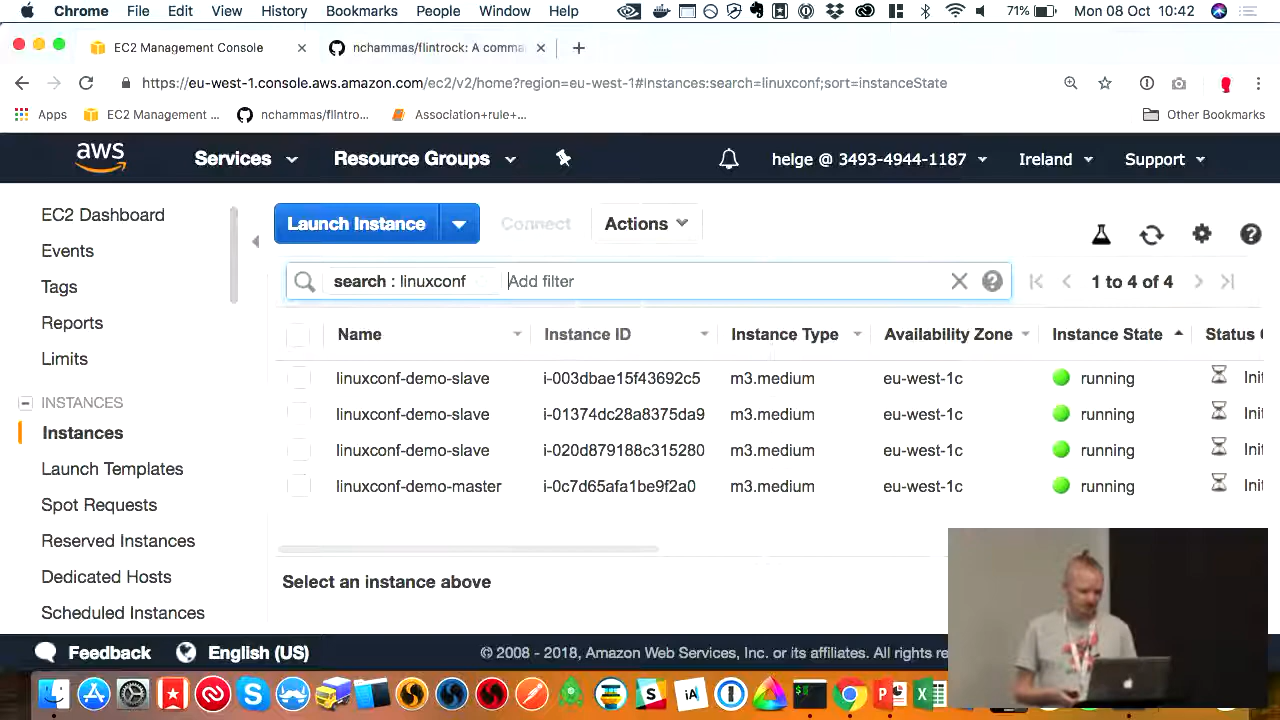 Chrome File Edit View History Bookmarks People Window Help 71% Mon 08 Oct 10:42
EC2 Management Console
nchammas/flintrock: A comma
https://eu-west-1.console.aws.amazon.com/ec2/v2/home?region=eu-west-1#Instances:search=linuxconf;sort=instanceState
Apps EC2 Management ... nchammas/flintro... Association+rule+... Other Bookmarks
aws Services Resource Groups helge @ 3493-4944-1187 Ireland Support
EC2 Dashboard
Events
Tags
Reports
Limits
INSTANCES
Instances
Launch Templates
Spot Requests
Reserved Instances
Dedicated Hosts
Scheduled Instances
Launch Instance Connect Actions
search : linuxconf Add filter 1 to 4 of 4
Name Instance ID Instance Type Availability Zone Instance State Status C
linuxconf-demo-slave i-003dbae15f43692c5 m3.medium eu-west-1c running Init
linuxconf-demo-slave i-01374dc28a8375da9 m3.medium eu-west-1c running Init
linuxconf-demo-slave i-020d879188c315280 m3.medium eu-west-1c running Init
linuxconf-demo-master i-0c7d65afa1be9f2a0 m3.medium eu-west-1c running Init
Select an instance above
Feedback English (US) © 2008 - 2018, Amazon Web Services, Inc. or its affiliates. All rights re